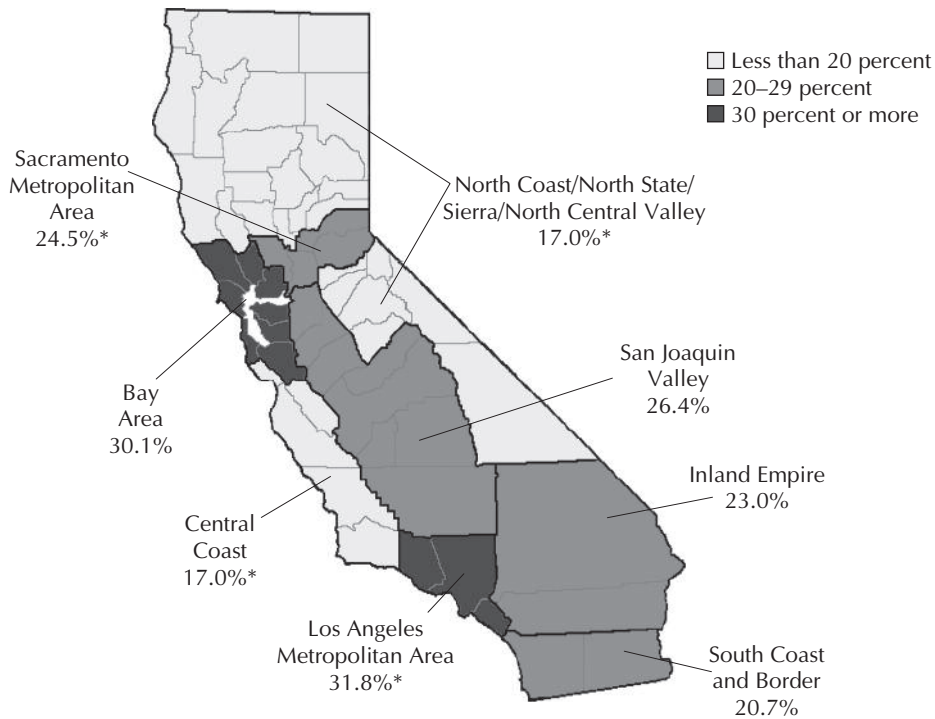 Less than 20 percent
20–29 percent
30 percent or more
Sacramento
Metropolitan
Area
24.5%*
North Coast/North State/
Sierra/North Central Valley
17.0%*
San Joaquin
Valley
26.4%
Bay
Area
30.1%
Inland Empire
23.0%
Central
Coast
17.0%*
Los Angeles
Metropolitan Area
31.8%*
South Coast
and Border
20.7%